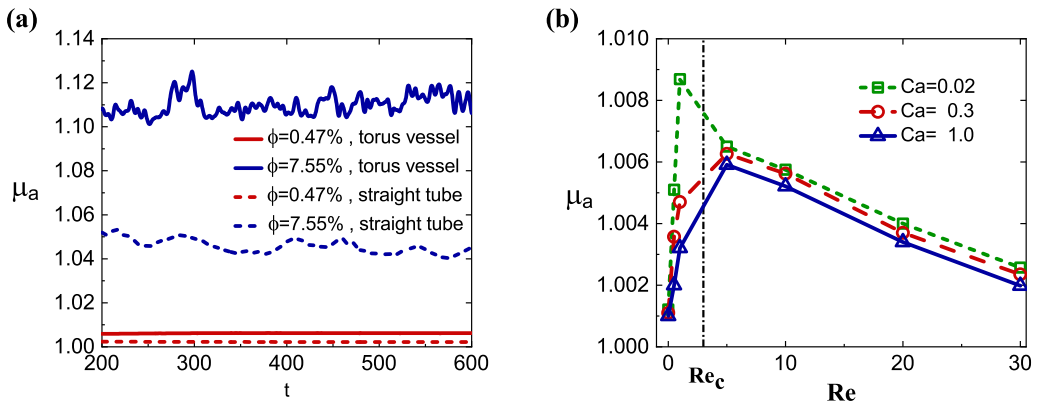 (a)
μa
1.14
1.12
1.10
1.08
1.06
1.04
1.02
1.00
200
300
400
500
600
t
ϕ=0.47% , torus vessel
ϕ=7.55% , torus vessel
ϕ=0.47% , straight tube
ϕ=7.55% , straight tube
(b)
μa
1.010
1.008
1.006
1.004
1.002
1.000
0
Rec
10
20
30
Re
Ca=0.02
Ca= 0.3
Ca= 1.0